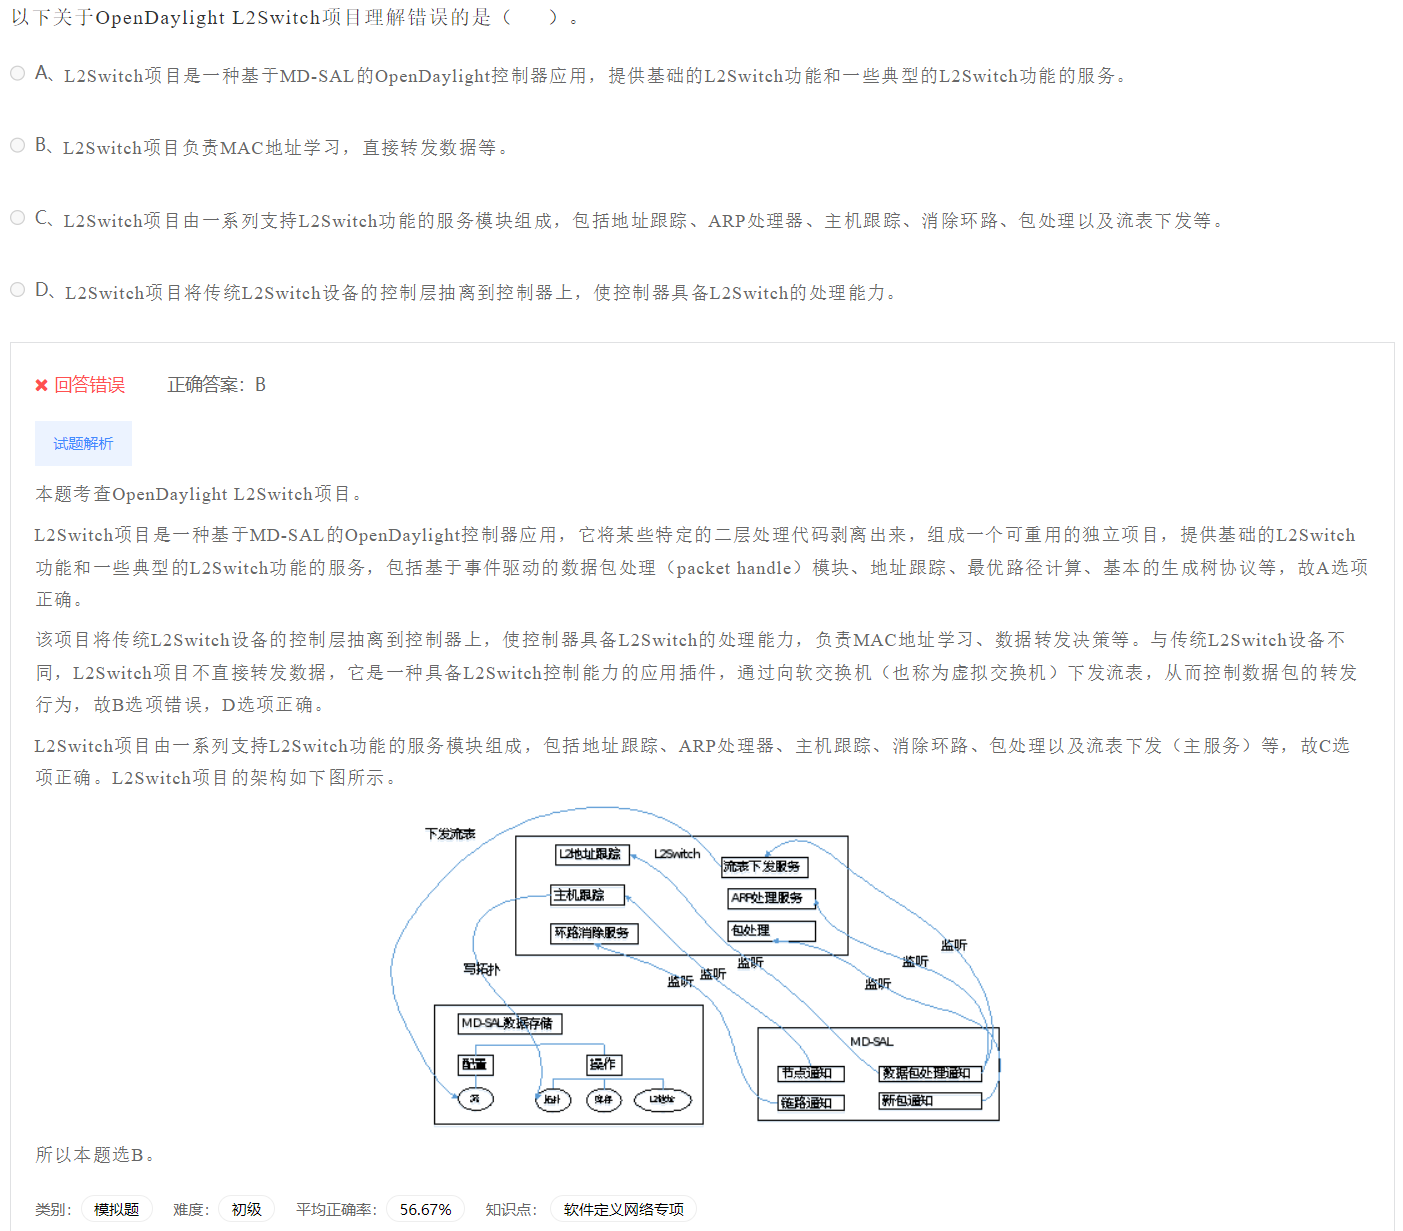 以下关于OpenDaylight L2Switch项目理解错误的是（　　）。
A、L2Switch项目是一种基于MD-SAL的OpenDaylight控制器应用，提供基础的L2Switch功能和一些典型的L2Switch功能的服务。
B、L2Switch项目负责MAC地址学习，直接转发数据等。
C、L2Switch项目由一系列支持L2Switch功能的服务模块组成，包括地址跟踪、ARP处理器、主机跟踪、消除环路、包处理以及流表下发等。
D、L2Switch项目将传统L2Switch设备的控制层抽离到控制器上，使控制器具备L2Switch的处理能力。
回答错误 正确答案：B
试题解析
本题考查OpenDaylight L2Switch项目。
L2Switch项目是一种基于MD-SAL的OpenDaylight控制器应用，它将某些特定的二层处理代码剥离出来，组成一个可重用的独立项目，提供基础的L2Switch
功能和一些典型的L2Switch功能的服务，包括基于事件驱动的数据包处理（packet handle）模块、地址跟踪、最优路径计算、基本的生成树协议等，故A选项
正确。
该项目将传统L2Switch设备的控制层抽离到控制器上，使控制器具备L2Switch的处理能力，负责MAC地址学习、数据转发决策等。与传统L2Switch设备不
同，L2Switch项目不直接转发数据，它是一种具备L2Switch控制能力的应用插件，通过向软交换机（也称为虚拟交换机）下发流表，从而控制数据包的转发
行为，故B选项错误，D选项正确。
L2Switch项目由一系列支持L2Switch功能的服务模块组成，包括地址跟踪、ARP处理器、主机跟踪、消除环路、包处理以及流表下发（主服务）等，故C选
项正确。L2Switch项目的架构如下图所示。
下发流表
L2地址跟踪 L2Switch 流表下发服务
主机跟踪 ARP处理服务
环路消除服务 包处理
监听
监听
监听
写拓扑 监听
监听 监听
MD-SAL数据存储
MD-SAL
配置 操作
节点通知 数据包处理通知
流 拓扑 库存 L2地址
链路通知 新包通知
所以本题选B。
类别： 模拟题 难度： 初级 平均正确率： 56.67% 知识点： 软件定义网络专项